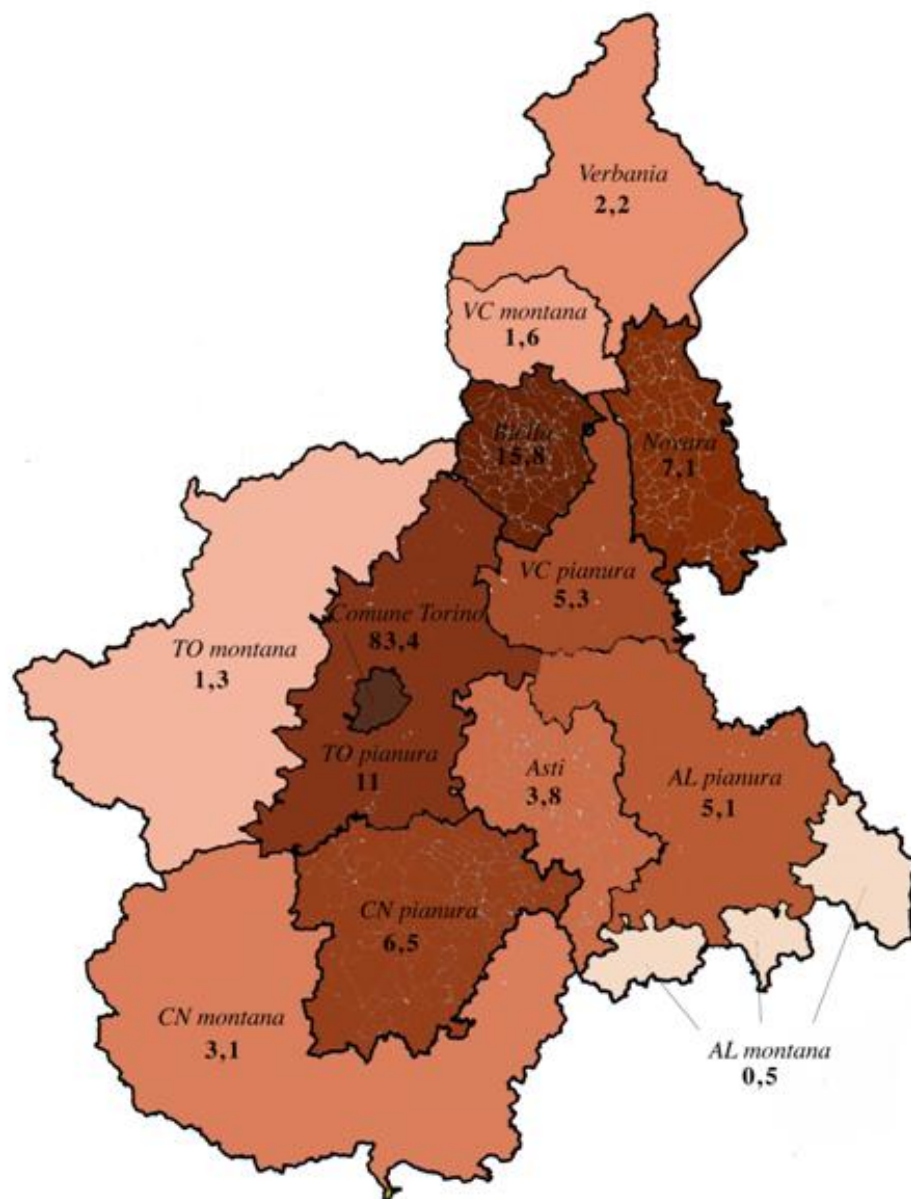 Verbania
2,2
VC montana
1,6
Biella
15,8
Novara
7,1
VC pianura
5,3
Comune Torino
83,4
TO montana
1,3
TO pianura
11
Asti
3,8
AL pianura
5,1
CN pianura
6,5
CN montana
3,1
AL montana
0,5